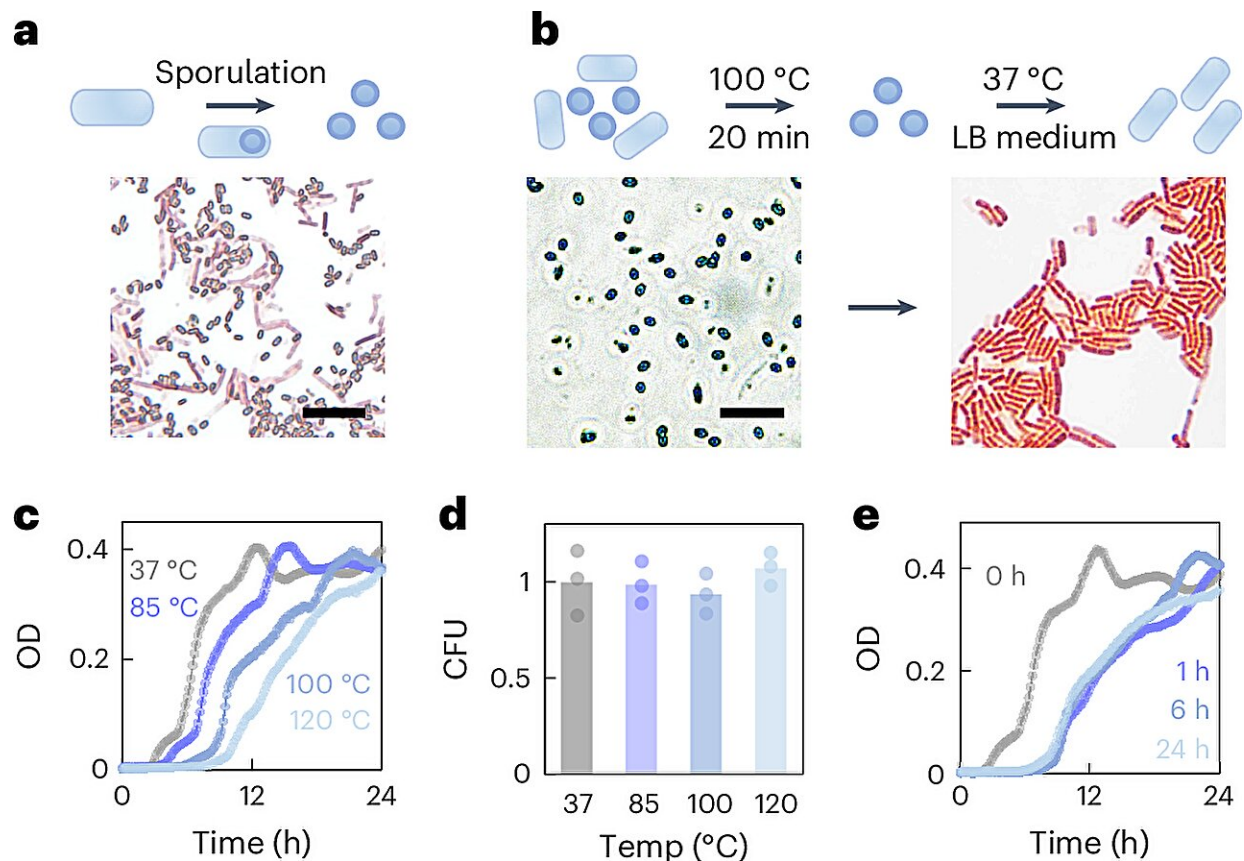 a
Sporulation
b
100 °C
20 min
37 °C
LB medium
c
OD
0.4
0.2
0
37 °C
85 °C
100 °C
120 °C
0
12
24
Time (h)
d
CFU
1
0.5
0
37
85
100
120
Temp (°C)
e
OD
0.4
0.2
0
0 h
1 h
6 h
24 h
0
12
24
Time (h)